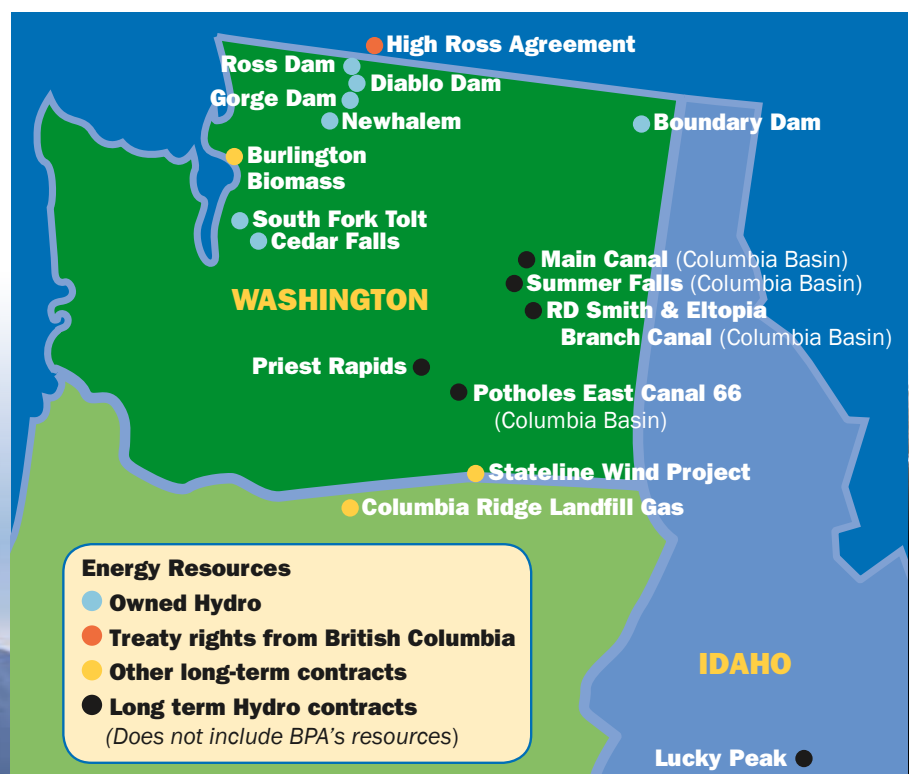 High Ross Agreement
Ross Dam
Diablo Dam
Gorge Dam
Newhalem
Boundary Dam
Burlington
Biomass
South Fork Tolt
Cedar Falls
Main Canal (Columbia Basin)
Summer Falls (Columbia Basin)
WASHINGTON
RD Smith & Eltopia
Branch Canal (Columbia Basin)
Priest Rapids
Potholes East Canal 66
(Columbia Basin)
Stateline Wind Project
Columbia Ridge Landfill Gas
Energy Resources
Owned Hydro
Treaty rights from British Columbia
Other long-term contracts
Long term Hydro contracts
(Does not include BPA's resources)
IDAHO
Lucky Peak